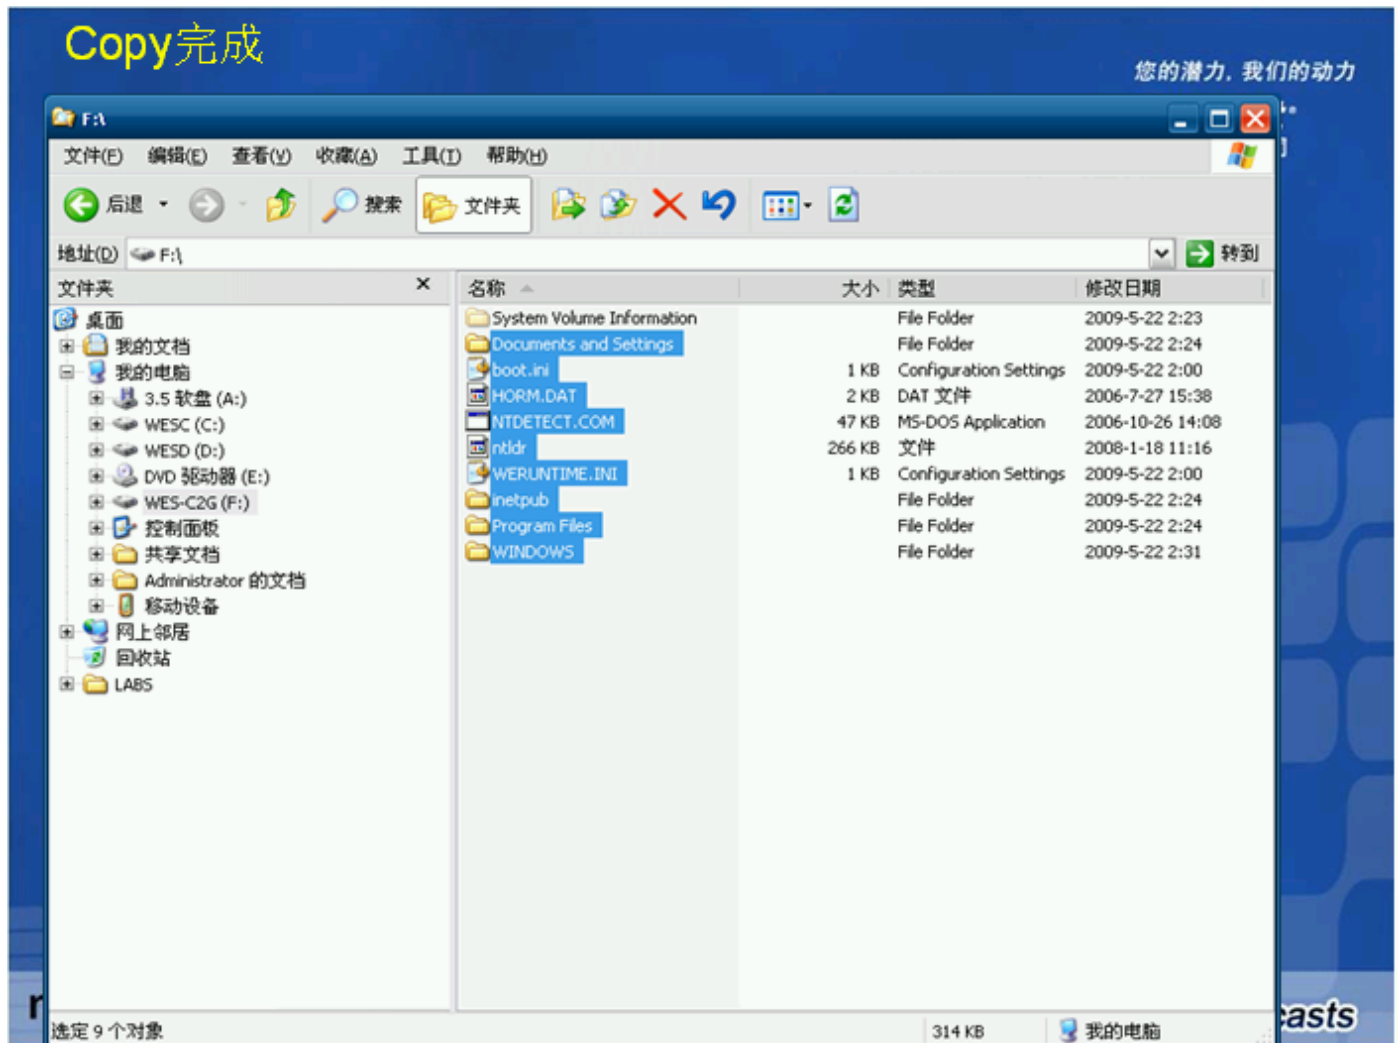 Copy完成
您的潜力, 我们的动力
F:\
文件(F) 编辑(E) 查看(V) 收藏(A) 工具(T) 帮助(H)
后退 搜索 文件夹
地址(D) F:\ 转到
文件夹 × 名称 大小 类型 修改日期
桌面
我的文档
我的电脑
3.5 软盘 (A:)
WESC (C:)
WESD (D:)
DVD 驱动器 (E:)
WES-C2G (F:)
控制面板
共享文档
Administrator 的文档
移动设备
网上邻居
回收站
LABS
System Volume Information File Folder 2009-5-22 2:23
Documents and Settings File Folder 2009-5-22 2:24
boot.ini 1 KB Configuration Settings 2009-5-22 2:00
HORM.DAT 2 KB DAT 文件 2006-7-27 15:38
NTDETECT.COM 47 KB MS-DOS Application 2006-10-26 14:08
ntldr 266 KB 文件 2008-1-18 11:16
WERUNTIME.INI 1 KB Configuration Settings 2009-5-22 2:00
inetpub File Folder 2009-5-22 2:24
Program Files File Folder 2009-5-22 2:24
WINDOWS File Folder 2009-5-22 2:31
选定 9 个对象 314 KB 我的电脑